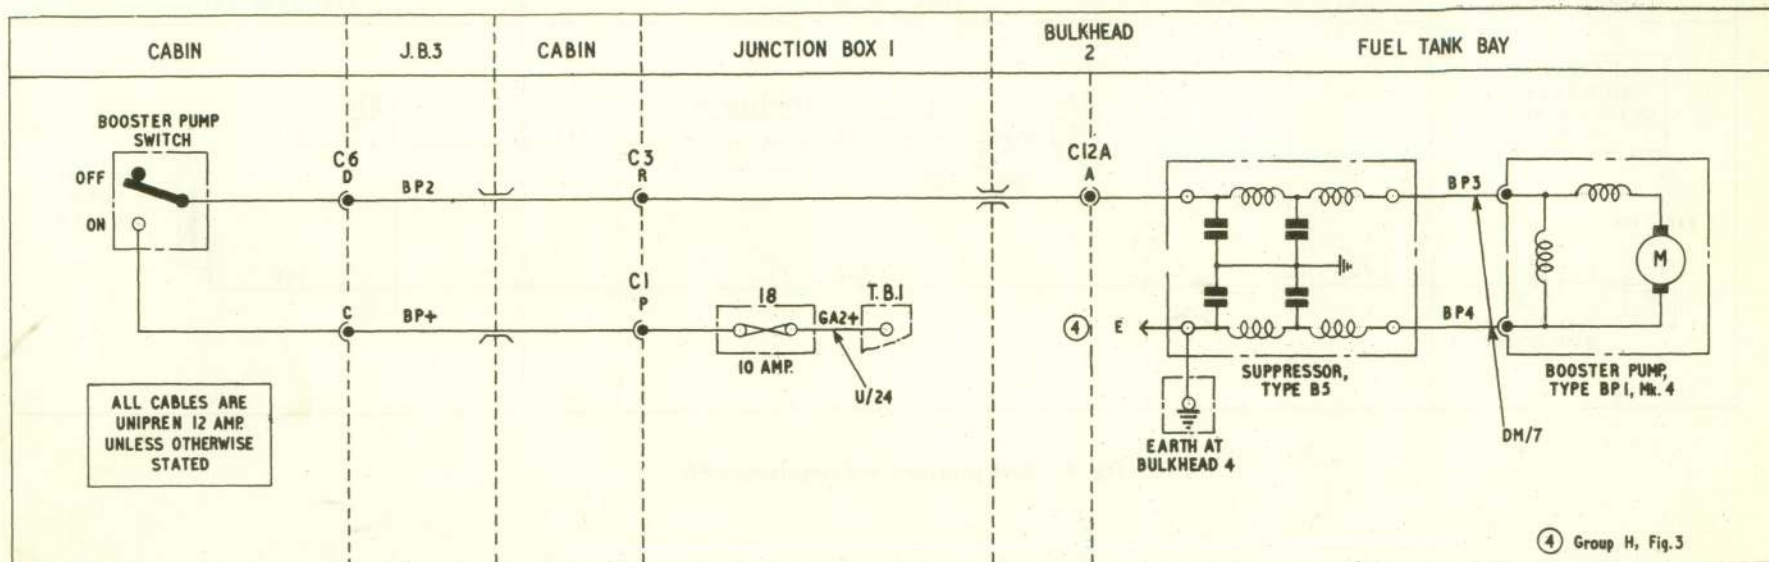 CABIN
J.B.3
CABIN
JUNCTION BOX 1
BULKHEAD
2
FUEL TANK BAY
BOOSTER PUMP
SWITCH
OFF
ON
C6
D
BP2
C3
R
C12A
A
BP3
M
C
BP+
C1
P
18
10 AMP.
GA2+
T.B.1
U/24
4
E
BP4
SUPPRESSOR,
TYPE B5
BOOSTER PUMP,
TYPE BP1, Mk. 4
DM/7
EARTH AT
BULKHEAD 4
ALL CABLES ARE
UNIPREN 12 AMP.
UNLESS OTHERWISE
STATED
4 Group H, Fig.3